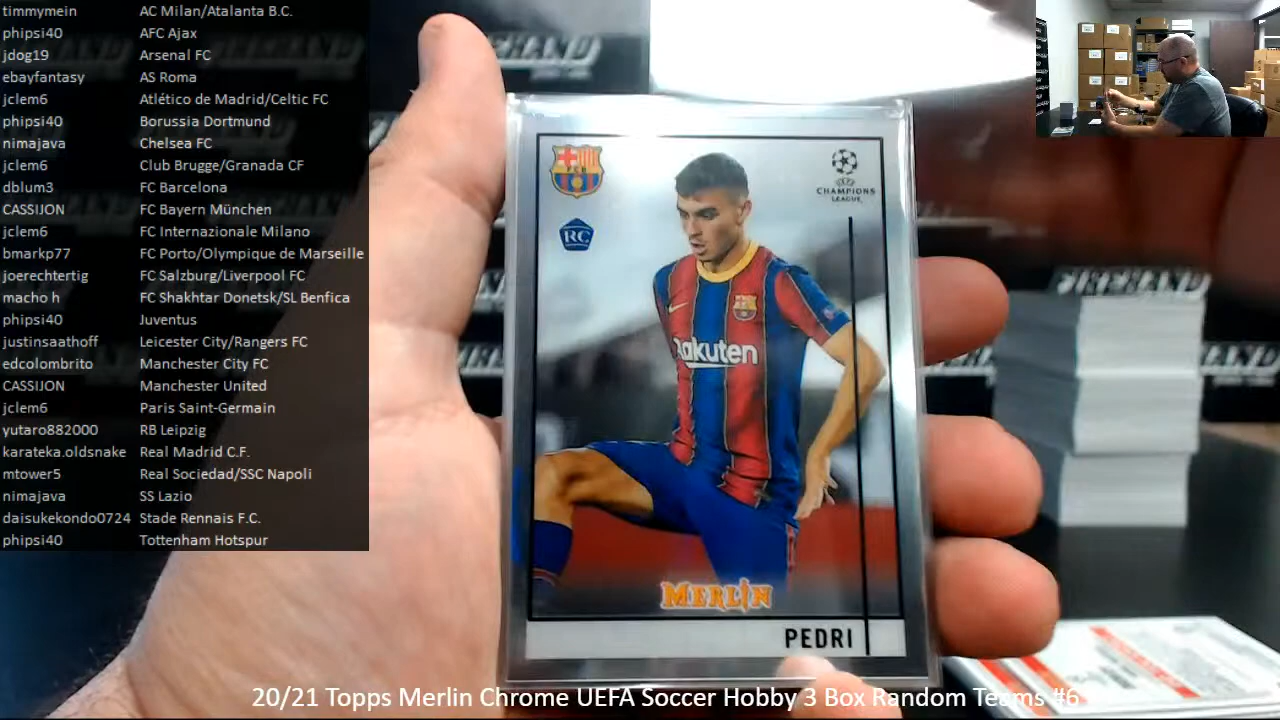 timmymein AC Milan/Atalanta B.C.
phipsi40 AFC Ajax
jdog19 Arsenal FC
ebayfantasy AS Roma
jclem6 Atlético de Madrid/Celtic FC
phipsi40 Borussia Dortmund
nimajava Chelsea FC
jclem6 Club Brugge/Granada CF
dblum3 FC Barcelona
CASSIJON FC Bayern München
jclem6 FC Internazionale Milano
bmarkp77 FC Porto/Olympique de Marseille
joerechtertig FC Salzburg/Liverpool FC
macho h FC Shakhtar Donetsk/SL Benfica
phipsi40 Juventus
justinsaathoff Leicester City/Rangers FC
edcolombrito Manchester City FC
CASSIJON Manchester United
jclem6 Paris Saint-Germain
yutaro882000 RB Leipzig
karateka.oldsnake Real Madrid C.F.
mtower5 Real Sociedad/SSC Napoli
nimajava SS Lazio
daisukekondo0724 Stade Rennais F.C.
phipsi40 Tottenham Hotspur
FCB
RC
UEFA
CHAMPIONS
LEAGUE
Rakuten
MERLIN
PEDRI
FIREHAND
20/21 Topps Merlin Chrome UEFA Soccer Hobby 3 Box Random Teams #6